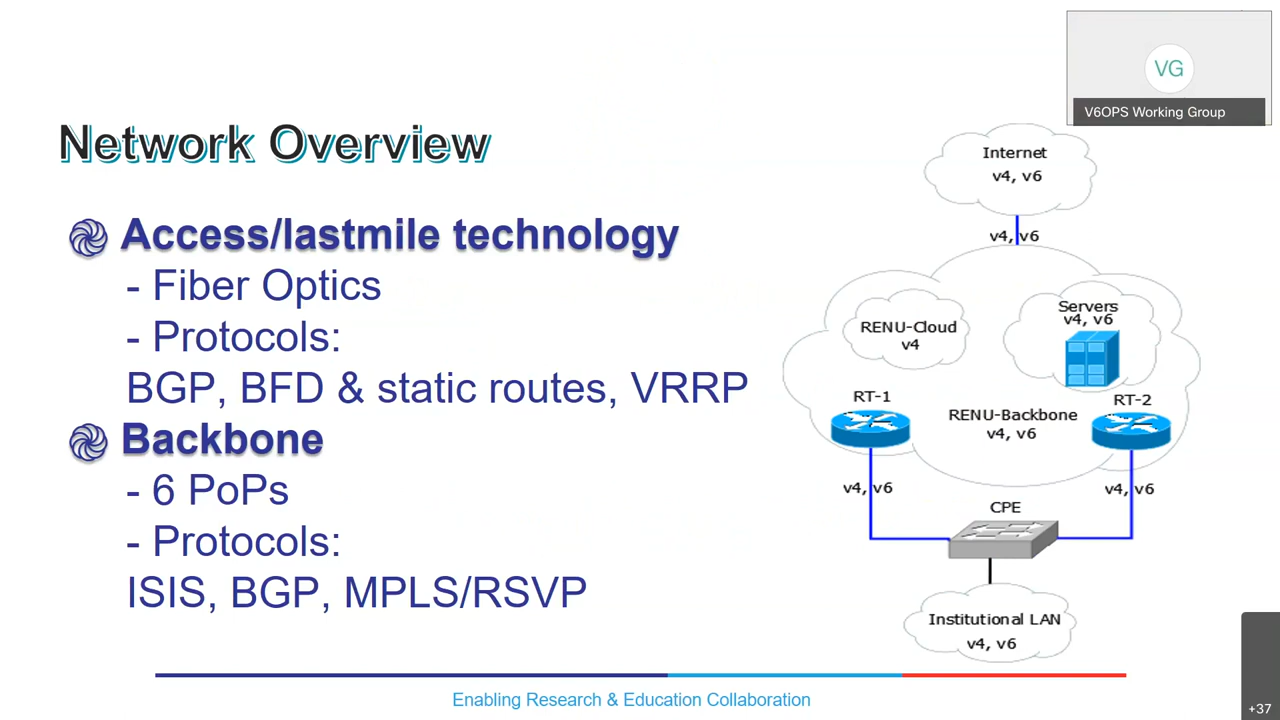 VG
V6OPS Working Group
Network Overview
Access/lastmile technology
- Fiber Optics
- Protocols:
BGP, BFD & static routes, VRRP
Backbone
- 6 PoPs
- Protocols:
ISIS, BGP, MPLS/RSVP
Internet
v4, v6
v4, v6
RENU-Cloud
v4
Servers
v4, v6
RT-1
RT-2
RENU-Backbone
v4, v6
v4, v6
v4, v6
CPE
Institutional LAN
v4, v6
Enabling Research & Education Collaboration
+37